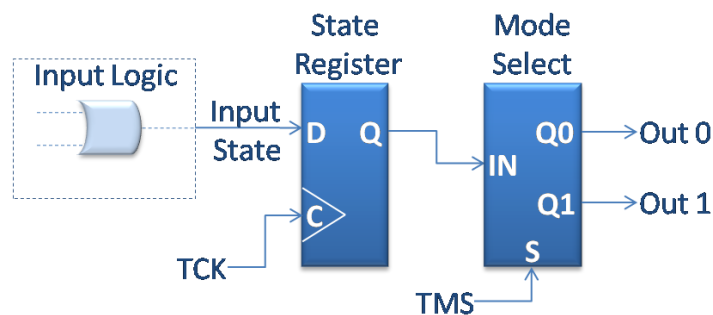 State
Register
Mode
Select
Input Logic
Input
State
D
Q
C
TCK
IN
Q0
Q1
S
Out 0
Out 1
TMS